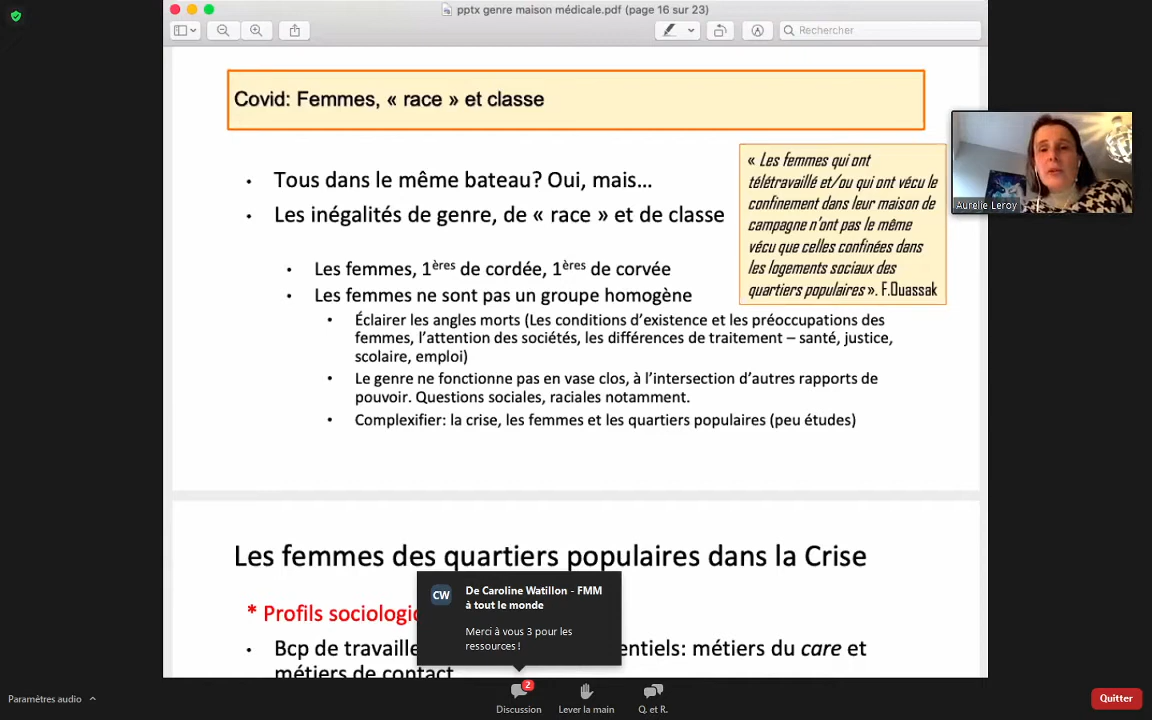 pptx genre maison médicale.pdf (page 16 sur 23)
Rechercher
Covid: Femmes, « race » et classe
• Tous dans le même bateau? Oui, mais...
• Les inégalités de genre, de « race » et de classe
• Les femmes, 1ères de cordée, 1ères de corvée
• Les femmes ne sont pas un groupe homogène
• Éclairer les angles morts (Les conditions d’existence et les préoccupations des
femmes, l’attention des sociétés, les différences de traitement – santé, justice,
scolaire, emploi)
• Le genre ne fonctionne pas en vase clos, à l’intersection d’autres rapports de
pouvoir. Questions sociales, raciales notamment.
• Complexifier: la crise, les femmes et les quartiers populaires (peu études)
« Les femmes qui ont
télétravaillé et/ou qui ont vécu le
confinement dans leur maison de
campagne n’ont pas le même
vécu que celles confinées dans
les logements sociaux des
quartiers populaires ». F.Ouassak
Aurélie Leroy
Les femmes des quartiers populaires dans la Crise
* Profils sociologi
• Bcp de travaille entiels: métiers du care et
métiers de contact
CW
De Caroline Watillon - FMM
à tout le monde
Merci à vous 3 pour les
ressources !
Paramètres audio
2
Discussion
Lever la main
Q. et R.
Quitter